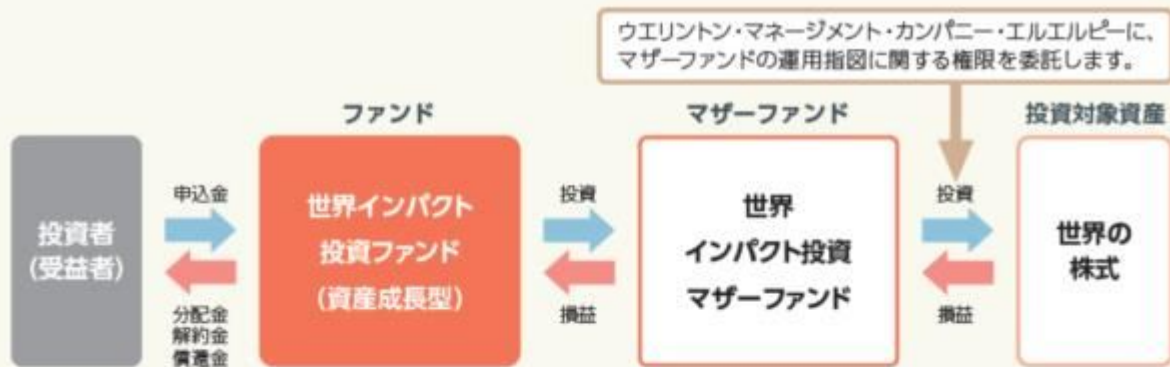 ウエリントン・マネージメント・カンパニー・エルエルピーに、
マザーファンドの運用指図に関する権限を委託します。
ファンド
マザーファンド
投資対象資産
投資者
(受益者)
申込金
分配金
解約金
償還金
世界インパクト
投資ファンド
(資産成長型)
投資
損益
世界
インパクト投資
マザーファンド
投資
損益
世界の
株式